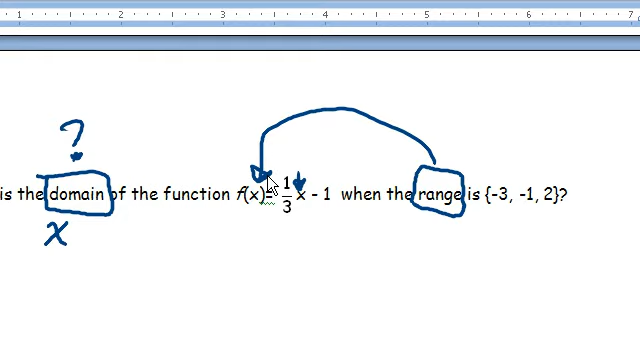 1 2 3 4 5 6 7
?
is the domain of the function f(x)= 1/3 x - 1 when the range is {-3, -1, 2}?
x